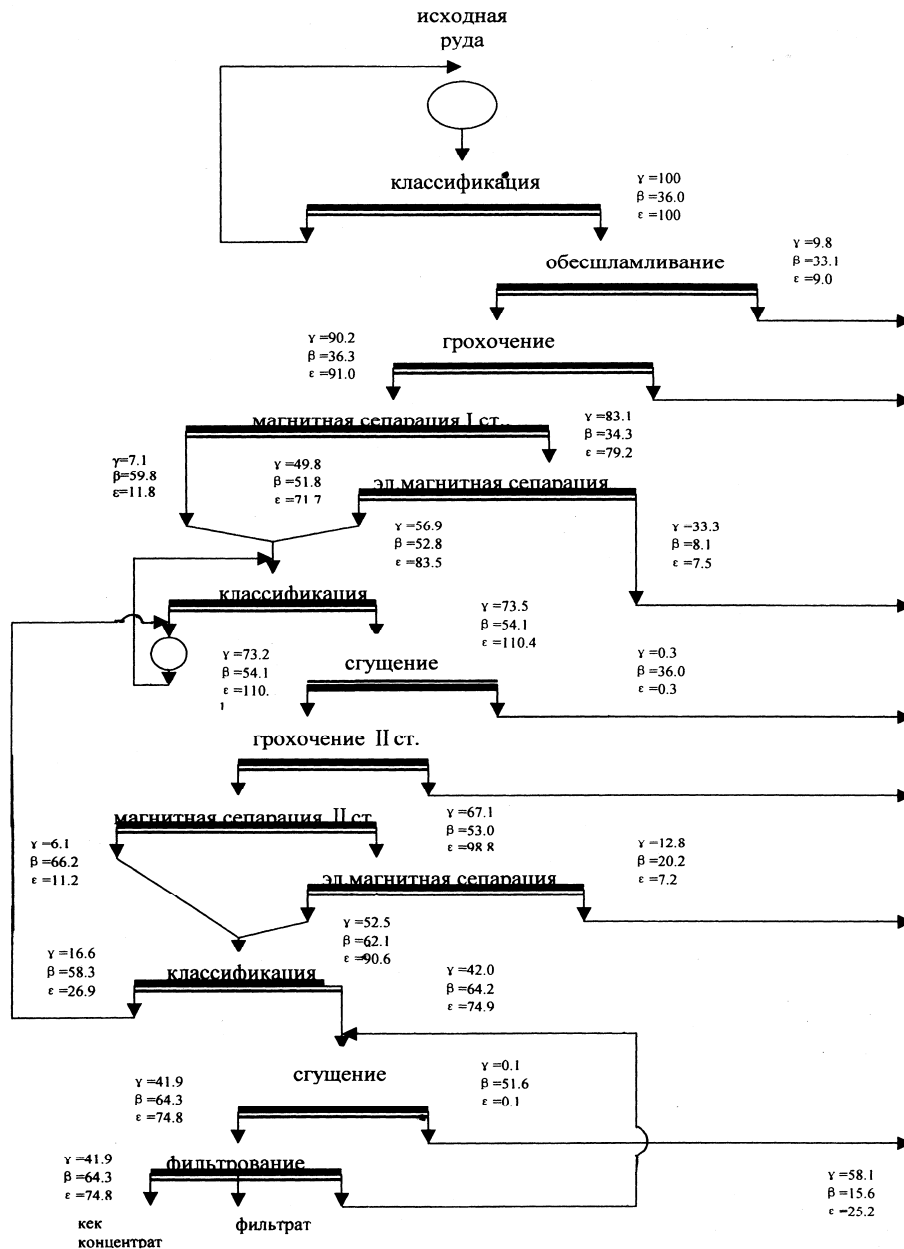 исходная
руда
классификация
γ =100
β =36.0
ε =100
обесшламливание
γ =9.8
β =33.1
ε =9.0
грохочение
γ =90.2
β =36.3
ε =91.0
магнитная сепарация I ст..
γ =83.1
β =34.3
ε =79.2
γ=7.1
β=59.8
ε=11.8
γ =49.8
β =51.8
ε =71.7
эл.магнитная сепарация
γ =56.9
β =52.8
ε =83.5
γ =33.3
β =8.1
ε =7.5
классификация
γ =73.5
β =54.1
ε =110.4
γ =73.2
β =54.1
ε =110.
1
сгущение
γ =0.3
β =36.0
ε =0.3
грохочение II ст.
магнитная сепарация II ст
γ =67.1
β =53.0
ε =98.8
γ =6.1
β =66.2
ε =11.2
γ =12.8
β =20.2
ε =7.2
эл.магнитная сепарация
γ =52.5
β =62.1
ε =90.6
γ =16.6
β =58.3
ε =26.9
классификация
γ =42.0
β =64.2
ε =74.9
сгущение
γ =41.9
β =64.3
ε =74.8
γ =0.1
β =51.6
ε =0.1
γ =41.9
β =64.3
ε =74.8
фильтрование
γ =58.1
β =15.6
ε =25.2
кек
концентрат
фильтрат